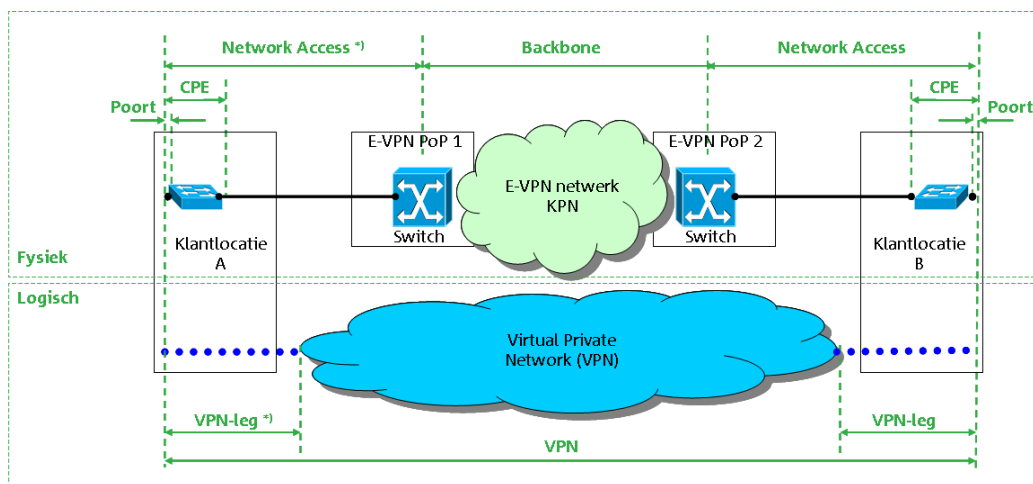 Network Access *)
Backbone
Network Access
CPE
CPE
Poort
Poort
E-VPN PoP 1
E-VPN PoP 2
E-VPN netwerk
KPN
Switch
Switch
Klantlocatie
A
Klantlocatie
B
Fysiek
Logisch
Virtual Private
Network (VPN)
VPN-leg *)
VPN-leg
VPN